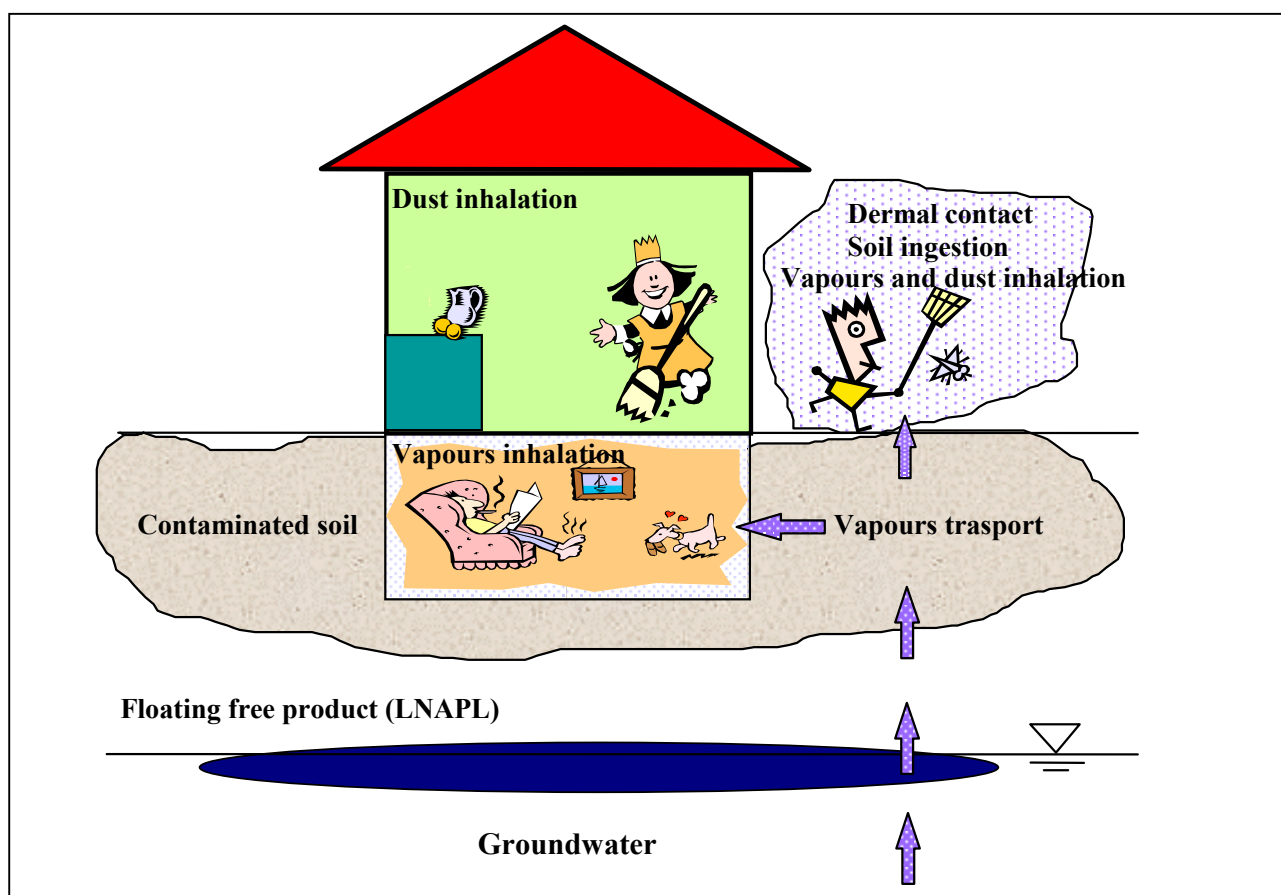 Dust inhalation
Dermal contact
Soil ingestion
Vapours and dust inhalation
Vapours inhalation
Contaminated soil
Vapours trasport
Floating free product (LNAPL)
Groundwater